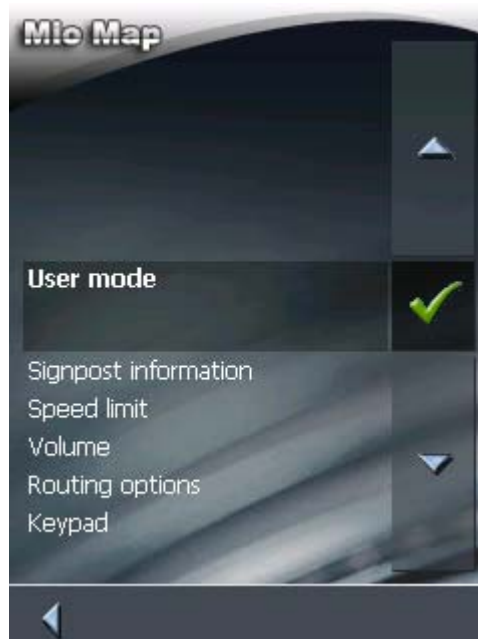 Mio Map
User mode
Signpost information
Speed limit
Volume
Routing options
Keypad